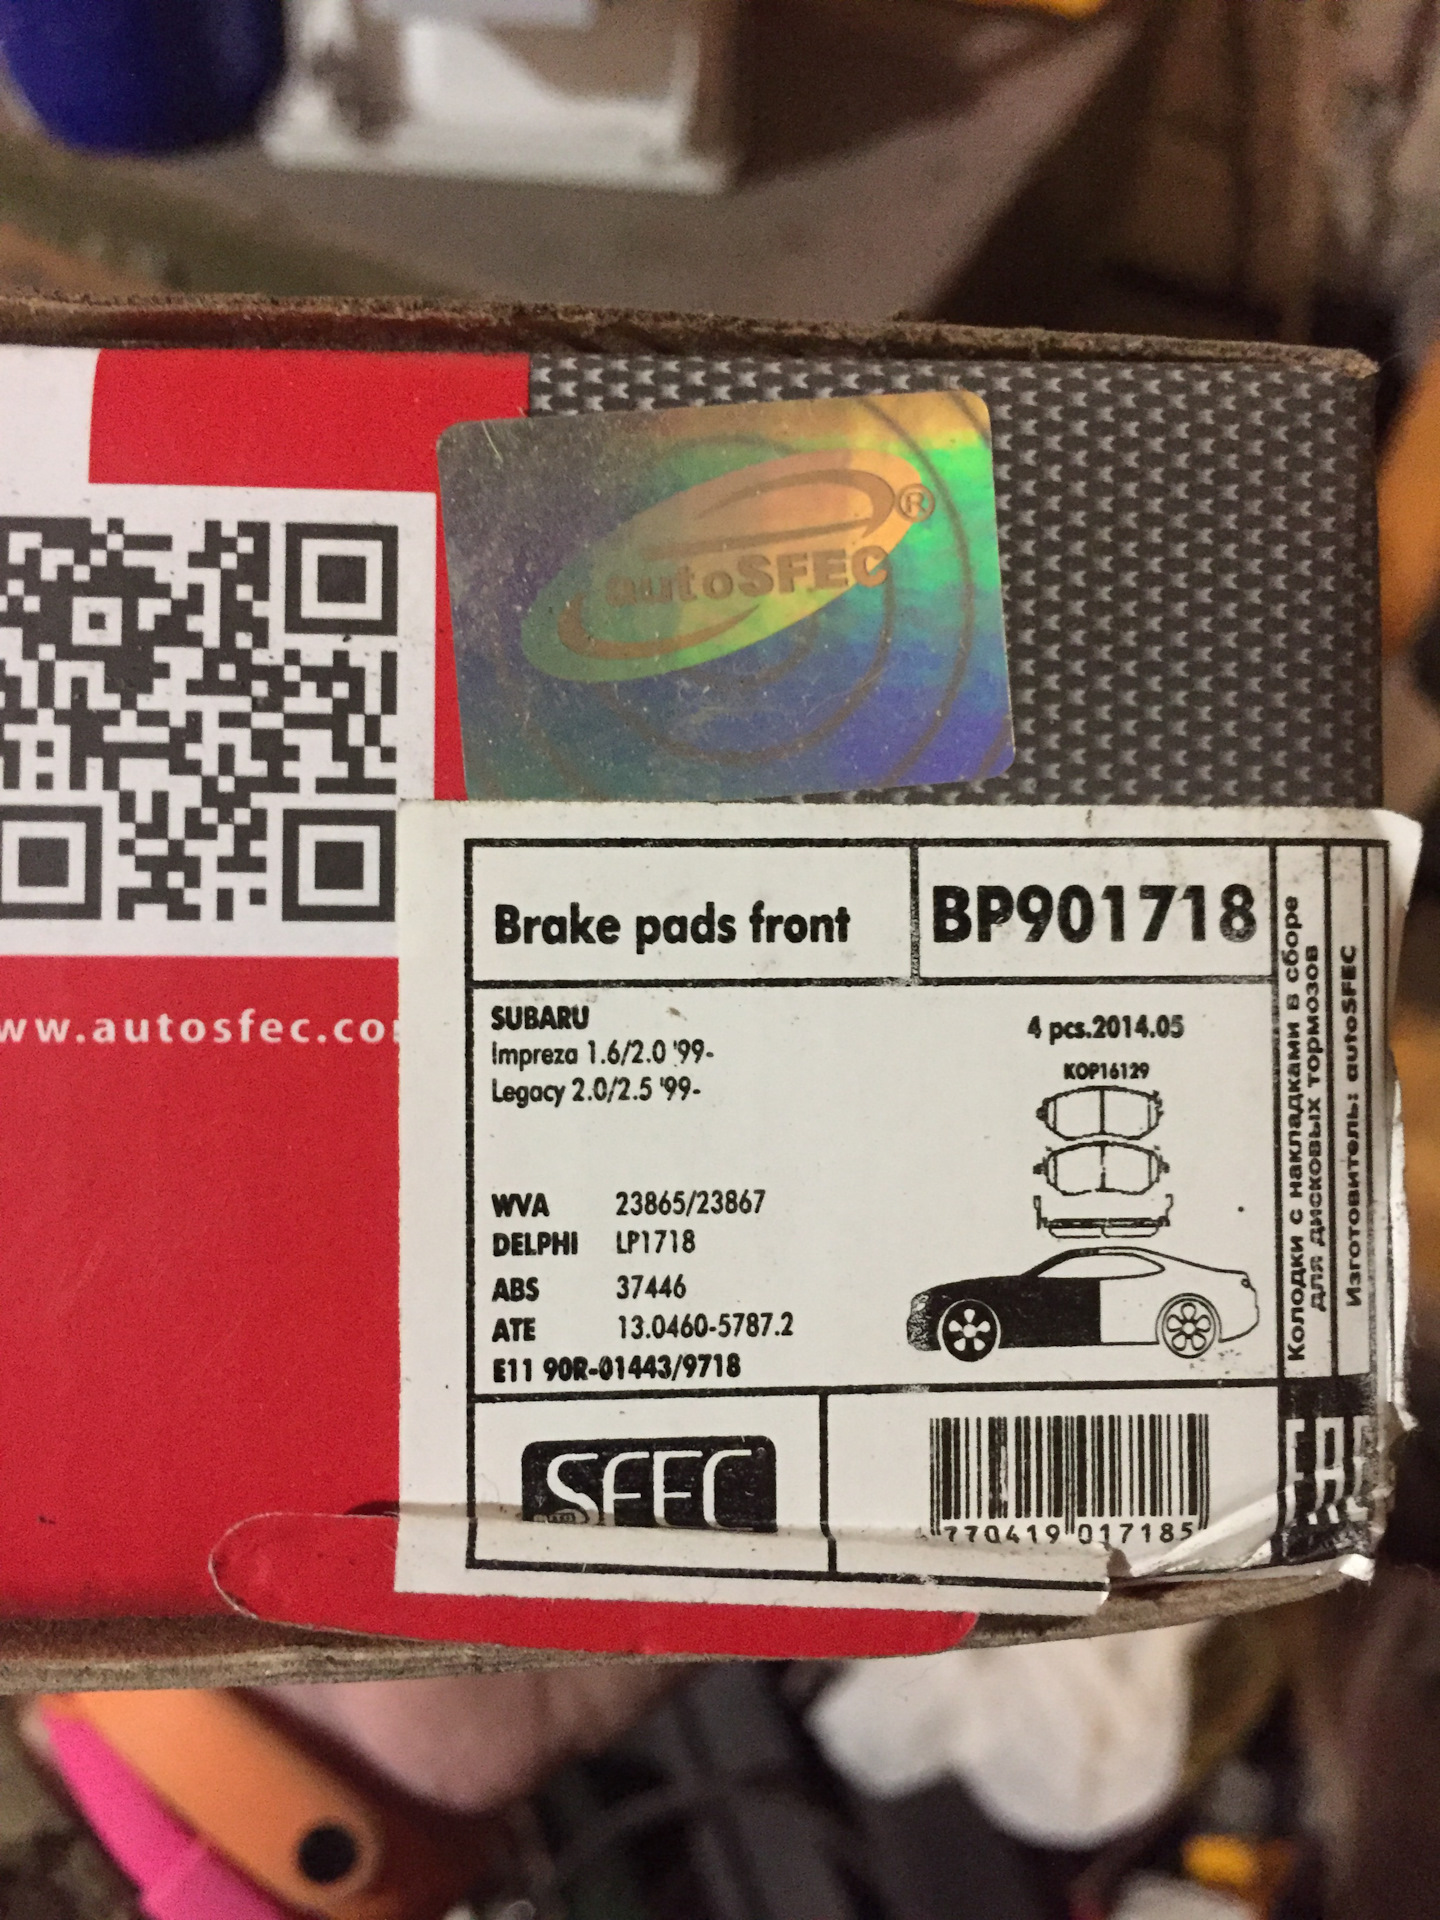 autoSFEC®
ww.autosfec.co
Brake pads front
BP901718
SUBARU
Impreza 1.6/2.0 '99-
Legacy 2.0/2.5 '99-
4 pcs.2014.05
KOP16129
WVA 23865/23867
DELPHI LP1718
ABS 37446
ATE 13.0460-5787.2
E11 90R-01443/9718
SFEC
770419 017185
Колодки с накладками в сборе
для дисковых тормозов
Изготовитель: autoSFEC
EAC